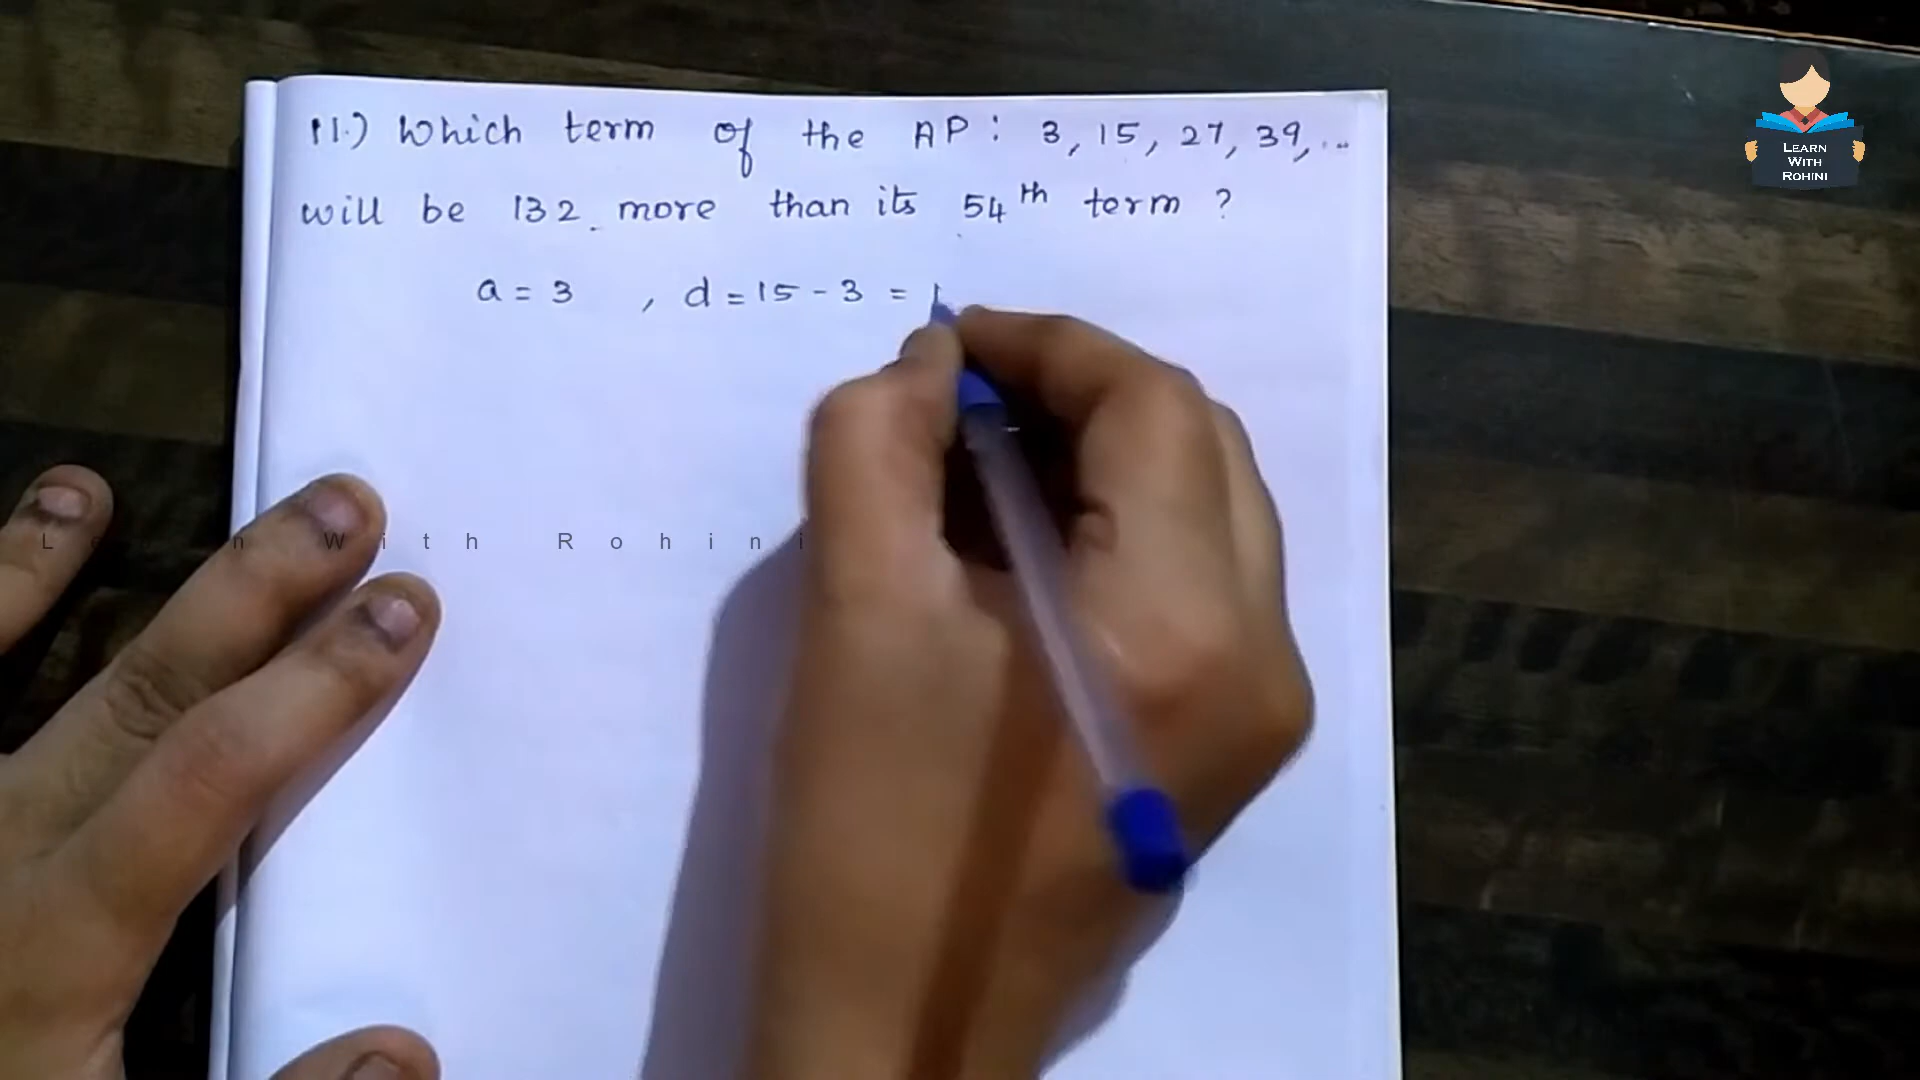 11.) Which term of the AP: 3, 15, 27, 39, ...
will be 132 more than its 54th term ?
a = 3 , d = 15 - 3 = 1
Learn With Rohini
LEARN
WITH
ROHINI